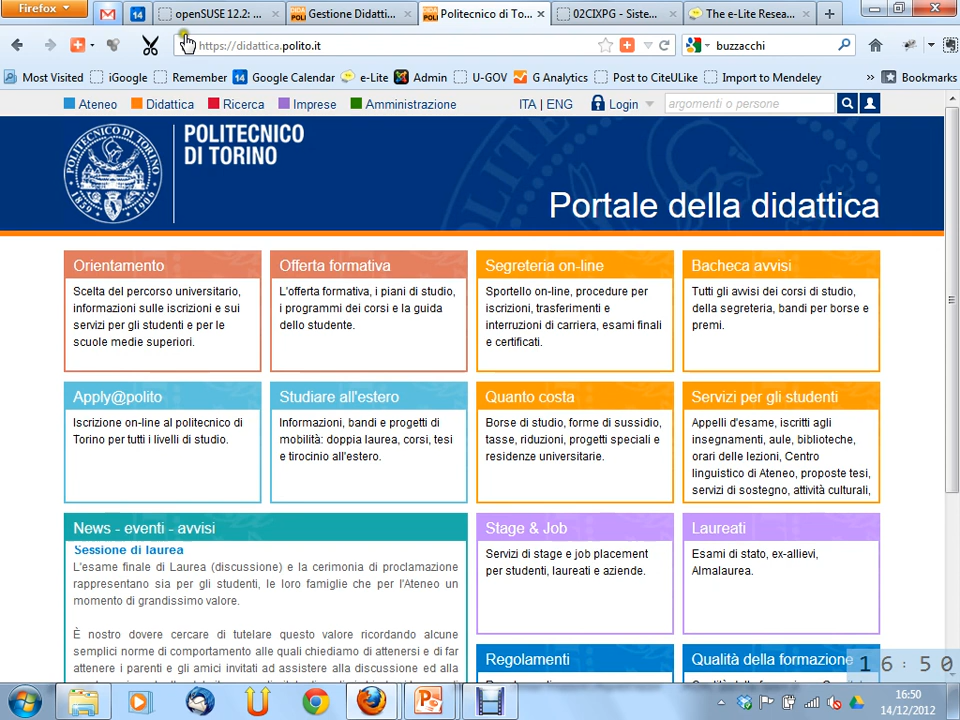 Firefox
14
openSUSE 12.2: ...
Gestione Didatti...
Politecnico di To...
02CIXPG - Siste...
The e-Lite Resea...
https://didattica.polito.it
buzzacchi
Most Visited
iGoogle
Remember
14 Google Calendar
e-Lite
Admin
U-GOV
G Analytics
Post to CiteULike
Import to Mendeley
»
Bookmarks
Ateneo
Didattica
Ricerca
Imprese
Amministrazione
ITA | ENG
Login
argomenti o persone
POLITECNICO
DI TORINO
Portale della didattica
Orientamento
Scelta del percorso universitario,
informazioni sulle iscrizioni e sui
servizi per gli studenti e per le
scuole medie superiori.
Offerta formativa
L'offerta formativa, i piani di studio,
i programmi dei corsi e la guida
dello studente.
Segreteria on-line
Sportello on-line, procedure per
iscrizioni, trasferimenti e
interruzioni di carriera, esami finali
e certificati.
Bacheca avvisi
Tutti gli avvisi dei corsi di studio,
della segreteria, bandi per borse e
premi.
Apply@polito
Iscrizione on-line al politecnico di
Torino per tutti i livelli di studio.
Studiare all'estero
Informazioni, bandi e progetti di
mobilità: doppia laurea, corsi, tesi
e tirocinio all'estero.
Quanto costa
Borse di studio, forme di sussidio,
tasse, riduzioni, progetti speciali e
residenze universitarie.
Servizi per gli studenti
Appelli d'esame, iscritti agli
insegnamenti, aule, biblioteche,
orari delle lezioni, Centro
linguistico di Ateneo, proposte tesi,
servizi di sostegno, attività culturali,
News - eventi - avvisi
Sessione di laurea
L'esame finale di Laurea (discussione) e la cerimonia di proclamazione
rappresentano sia per gli studenti, le loro famiglie che per l'Ateneo un
momento di grandissimo valore.
È nostro dovere cercare di tutelare questo valore ricordando alcune
semplici norme di comportamento alle quali chiediamo di attenersi e di far
attenere i parenti e gli amici invitati ad assistere alla discussione ed alla
Stage & Job
Servizi di stage e job placement
per studenti, laureati e aziende.
Laureati
Esami di stato, ex-allievi,
Almalaurea.
Regolamenti
Qualità della formazione
16:50
16:50
14/12/2012